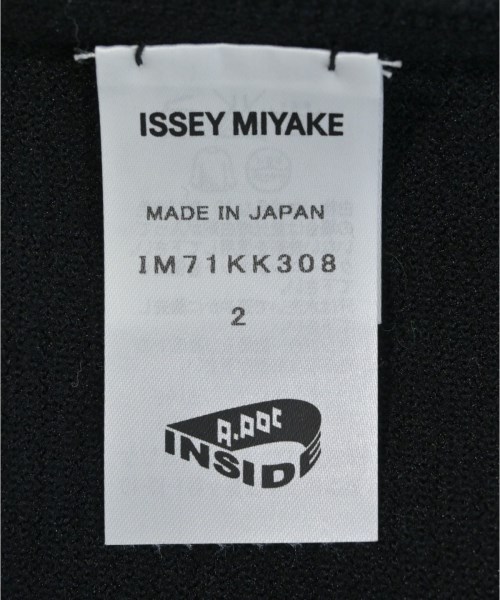 ISSEY MIYAKE
MADE IN JAPAN
IM71KK308
2
A-POC
INSIDE